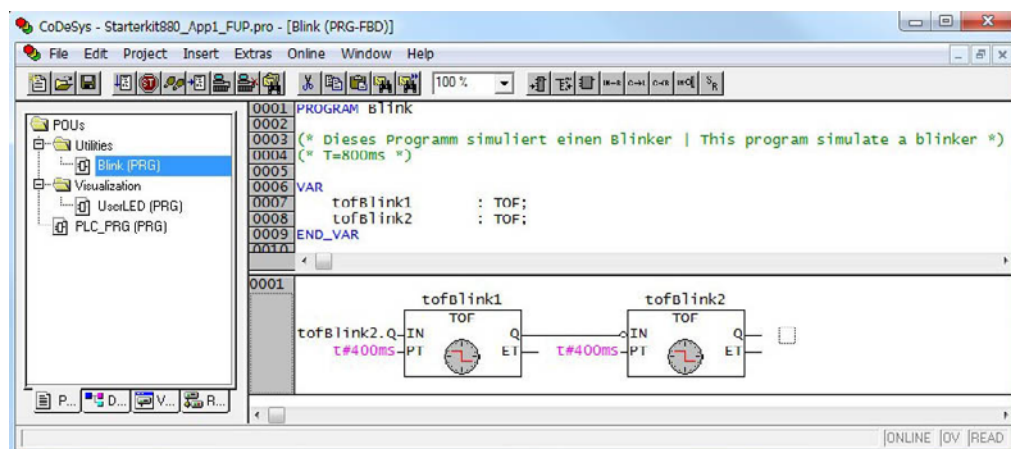 CoDeSys - Starterkit880_App1_FUP.pro - [Blink (PRG-FBD)]
File Edit Project Insert Extras Online Window Help
100 %
POUs
Utilities
Blink (PRG)
Visualization
UserLED (PRG)
PLC_PRG (PRG)
P... D... V... R...
0001 PROGRAM Blink
0002
0003 (* Dieses Programm simuliert einen Blinker | This program simulate a blinker *)
0004 (* T=800ms *)
0005
0006 VAR
0007 tofBlink1 : TOF;
0008 tofBlink2 : TOF;
0009 END_VAR
0010
0001
tofBlink1 tofBlink2
TOF TOF
tofBlink2.Q IN Q IN Q
t#400ms PT ET t#400ms PT ET
ONLINE OV READ